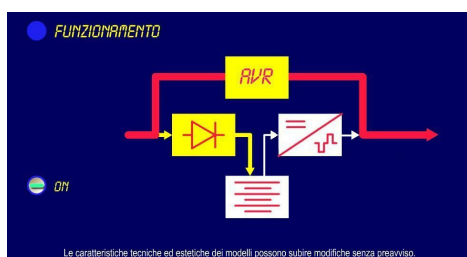 FUNZIONAMENTO
AVR
ON
Le caratteristiche tecniche ed estetiche dei modelli possono subire modifiche senza preavviso.